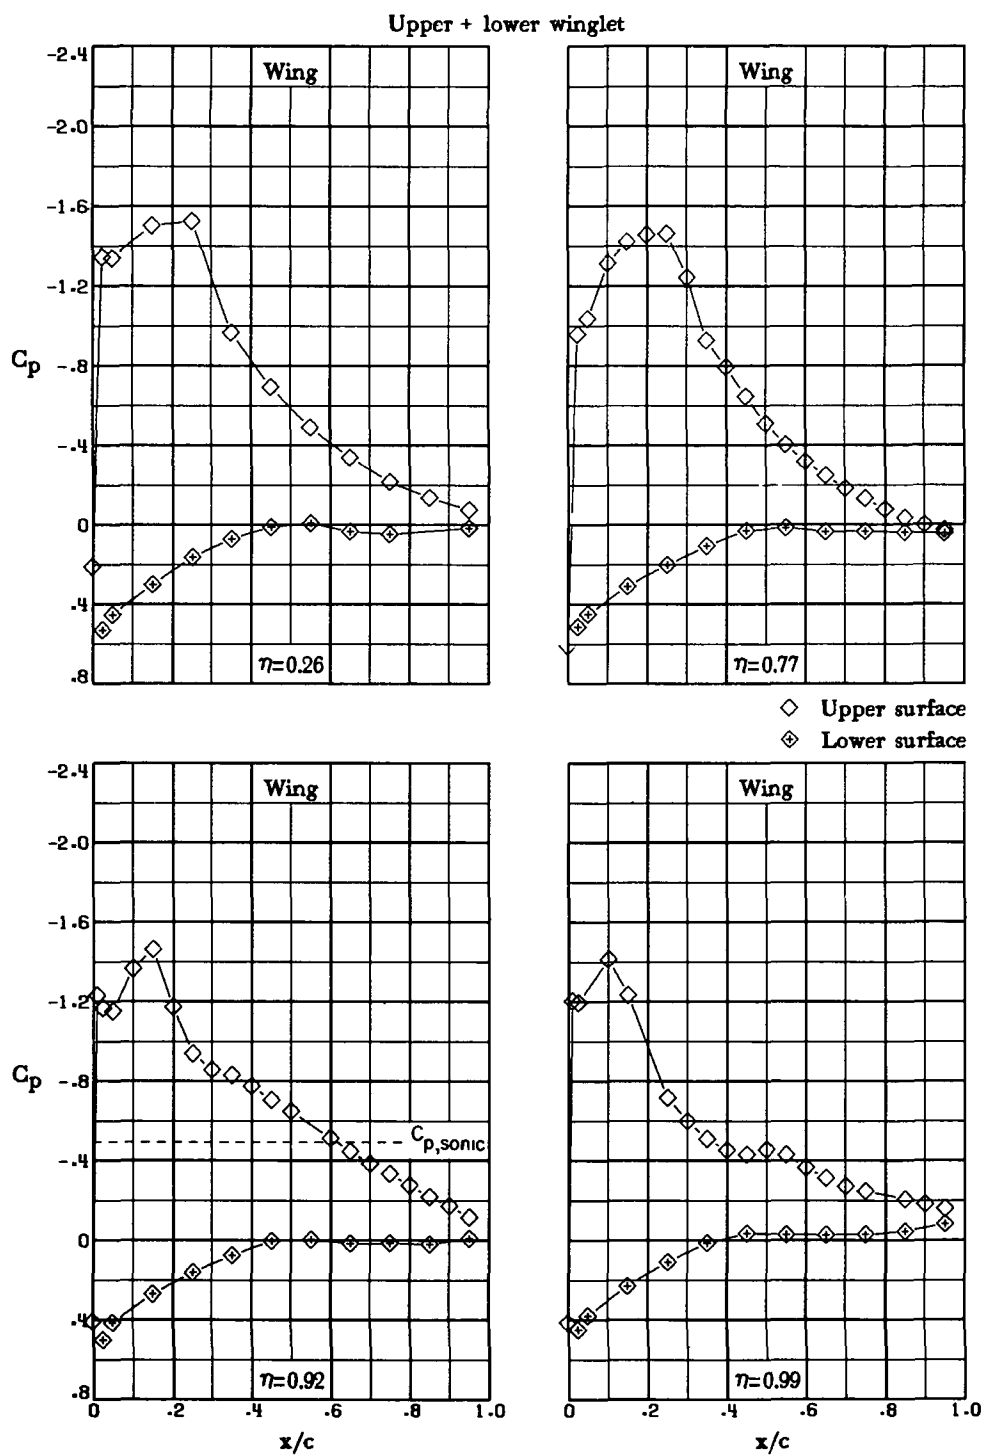 Upper + lower winglet
-2.4
-2.0
-1.6
-1.2
-.8
-.4
0
.4
.8
Cp
Wing
η=0.26
Wing
η=0.77
Upper surface
Lower surface
-2.4
-2.0
-1.6
-1.2
-.8
-.4
0
.4
.8
Cp
Wing
Cp,sonic
η=0.92
0 .2 .4 .6 .8 1.0
x/c
Wing
η=0.99
0 .2 .4 .6 .8 1.0
x/c